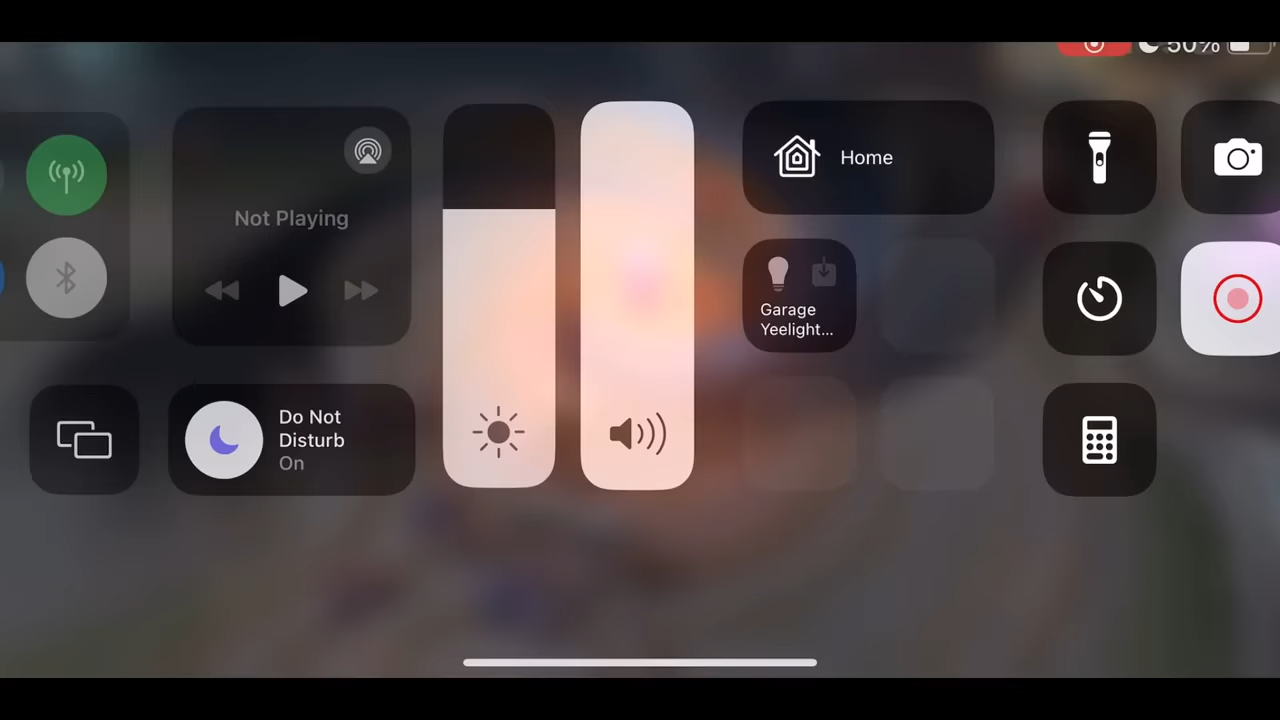 50%
Not Playing
Home
Garage
Yeelight...
Do Not
Disturb
On